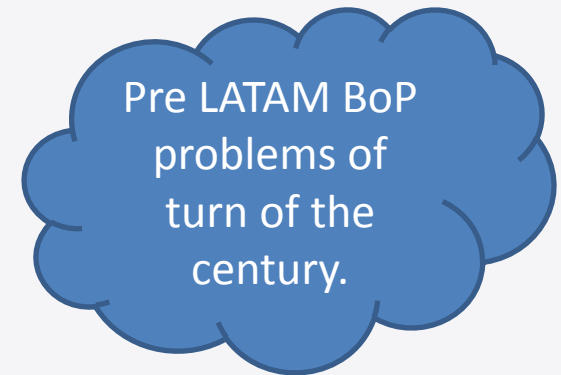 Pre LATAM BoP
problems of
turn of the
century.